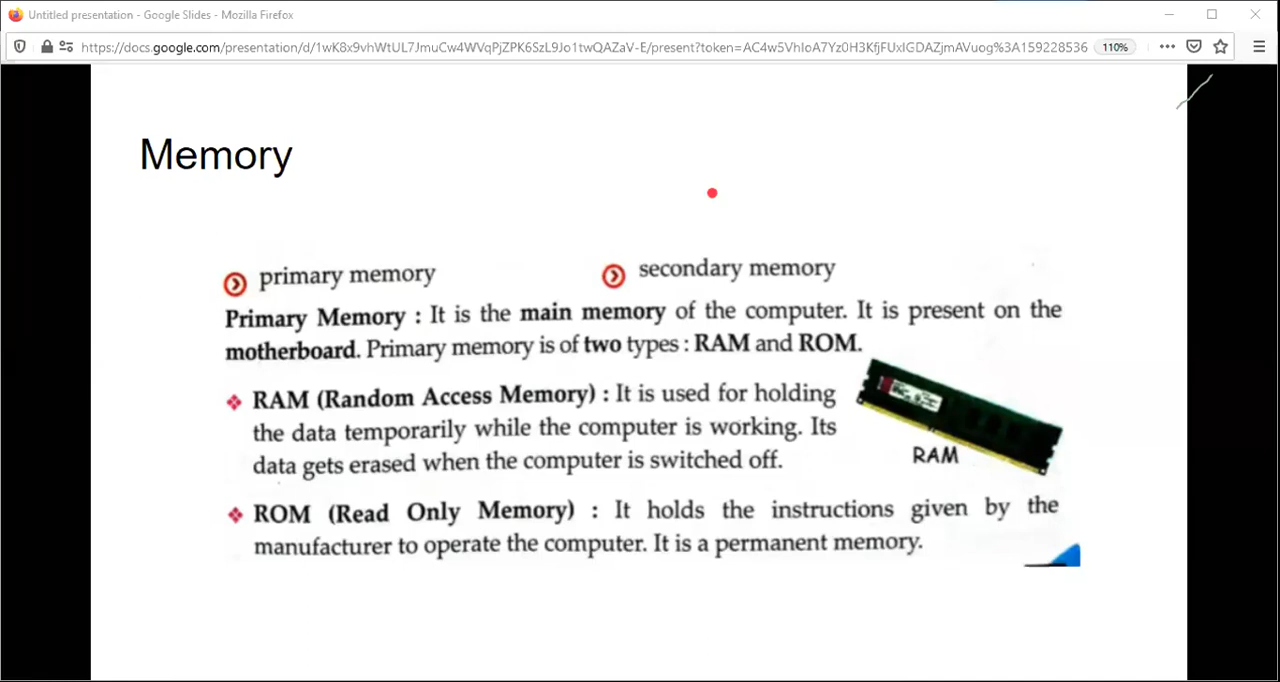 Untitled presentation - Google Slides - Mozilla Firefox
https://docs.google.com/presentation/d/1wK8x9vhWtUL7JmuCw4WVqPjZPK6SzL9Jo1twQAZaV-E/present?token=AC4w5VhIoA7Yz0H3KfjFUxIGDAZjmAVuog%3A159228536
110%
Memory
primary memory
secondary memory
Primary Memory : It is the main memory of the computer. It is present on the
motherboard. Primary memory is of two types : RAM and ROM.
RAM (Random Access Memory) : It is used for holding
the data temporarily while the computer is working. Its
data gets erased when the computer is switched off.
RAM
ROM (Read Only Memory) : It holds the instructions given by the
manufacturer to operate the computer. It is a permanent memory.